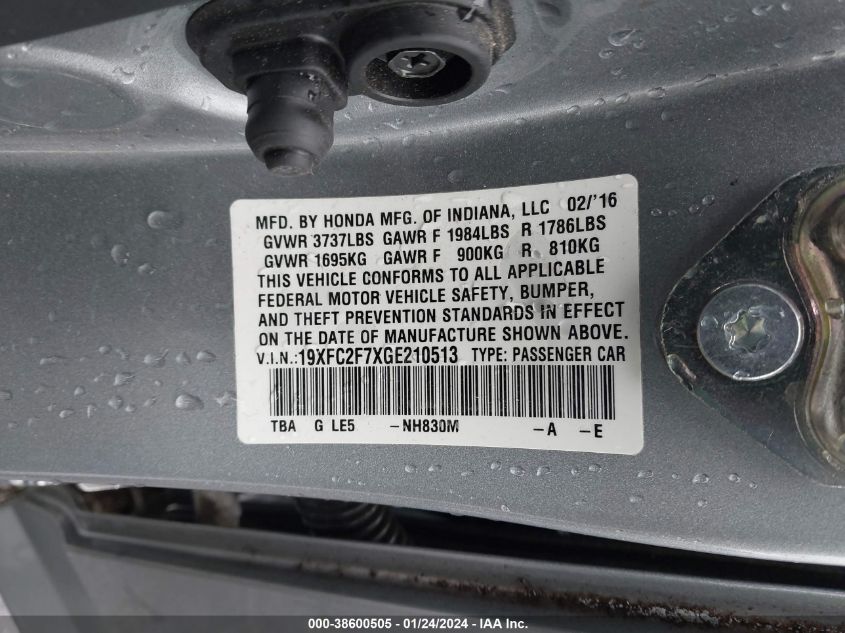 MFD. BY HONDA MFG. OF INDIANA, LLC 02/'16
GVWR 3737LBS GAWR F 1984LBS R 1786LBS
GVWR 1695KG GAWR F 900KG R 810KG
THIS VEHICLE CONFORMS TO ALL APPLICABLE
FEDERAL MOTOR VEHICLE SAFETY, BUMPER,
AND THEFT PREVENTION STANDARDS IN EFFECT
ON THE DATE OF MANUFACTURE SHOWN ABOVE.
V.I.N.:19XFC2F7XGE210513 TYPE: PASSENGER CAR
TBA G LE5 -NH830M -A -E
000-38600505 - 01/24/2024 - IAA Inc.